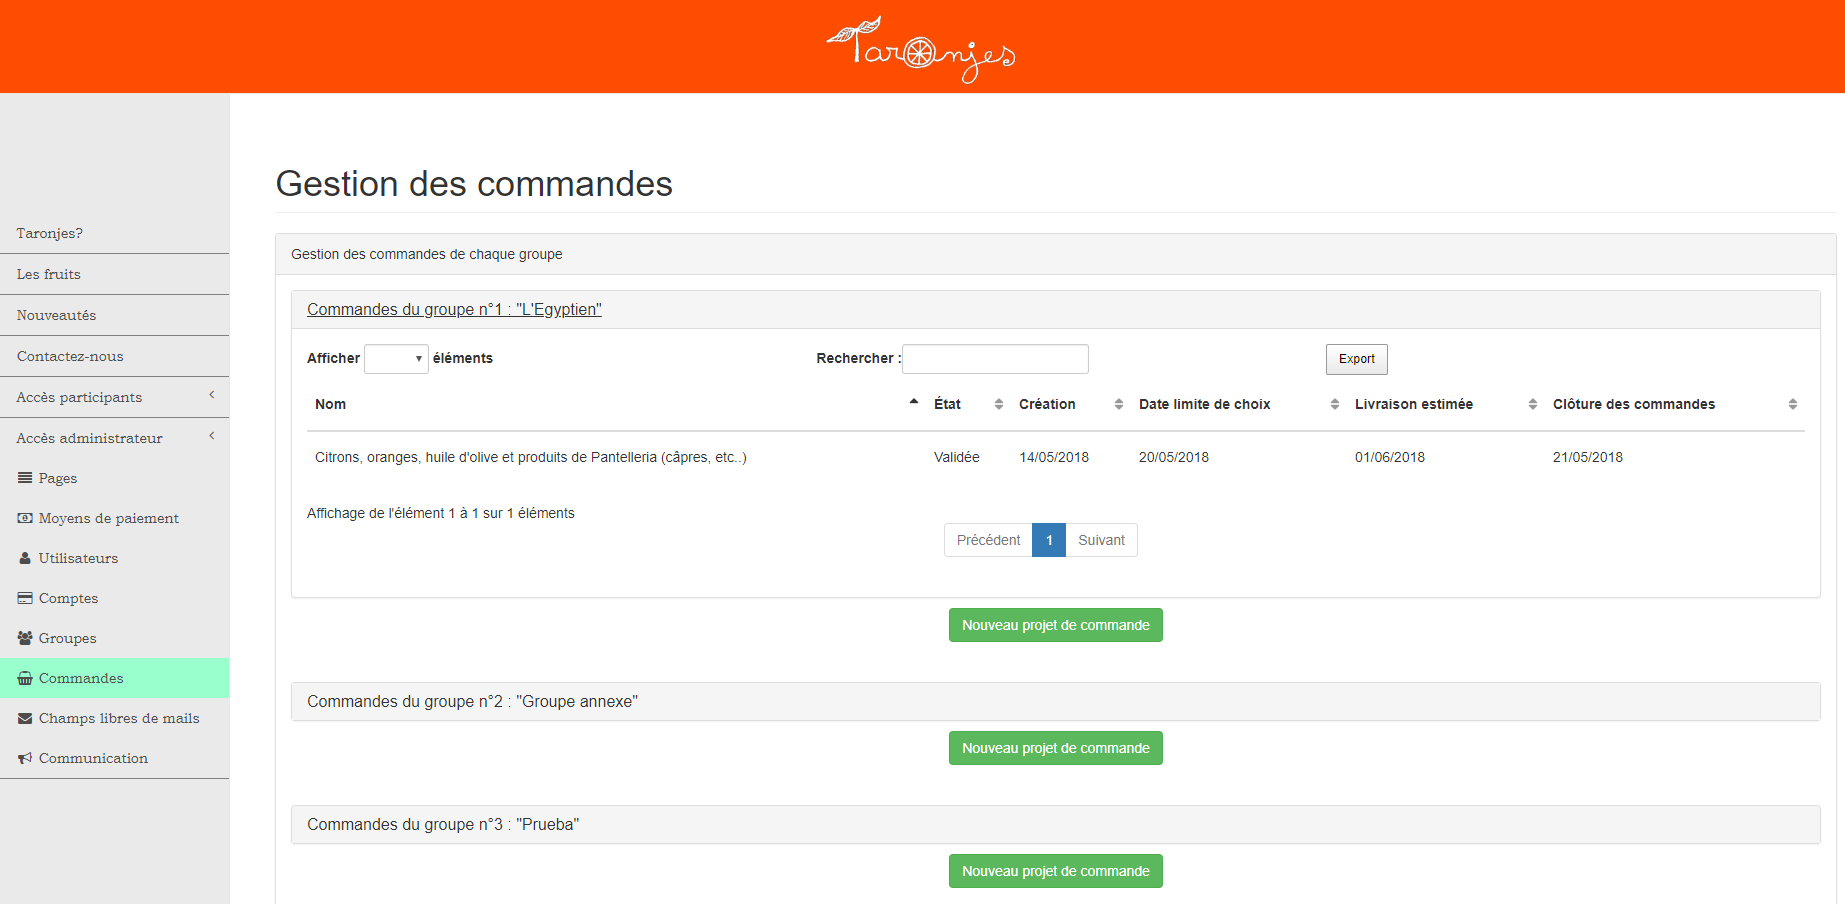 Taronjes
Taronjes?
Les fruits
Nouveautés
Contactez-nous
Accès participants
Accès administrateur
Pages
Moyens de paiement
Utilisateurs
Comptes
Groupes
Commandes
Champs libres de mails
Communication
Gestion des commandes
Gestion des commandes de chaque groupe
Commandes du groupe n°1 : "L'Egyptien"
Afficher éléments Rechercher : Export
Nom État Création Date limite de choix Livraison estimée Clôture des commandes
Citrons, oranges, huile d'olive et produits de Pantelleria (câpres, etc..) Validée 14/05/2018 20/05/2018 01/06/2018 21/05/2018
Affichage de l'élément 1 à 1 sur 1 éléments
Précédent 1 Suivant
Nouveau projet de commande
Commandes du groupe n°2 : "Groupe annexe"
Nouveau projet de commande
Commandes du groupe n°3 : "Prueba"
Nouveau projet de commande